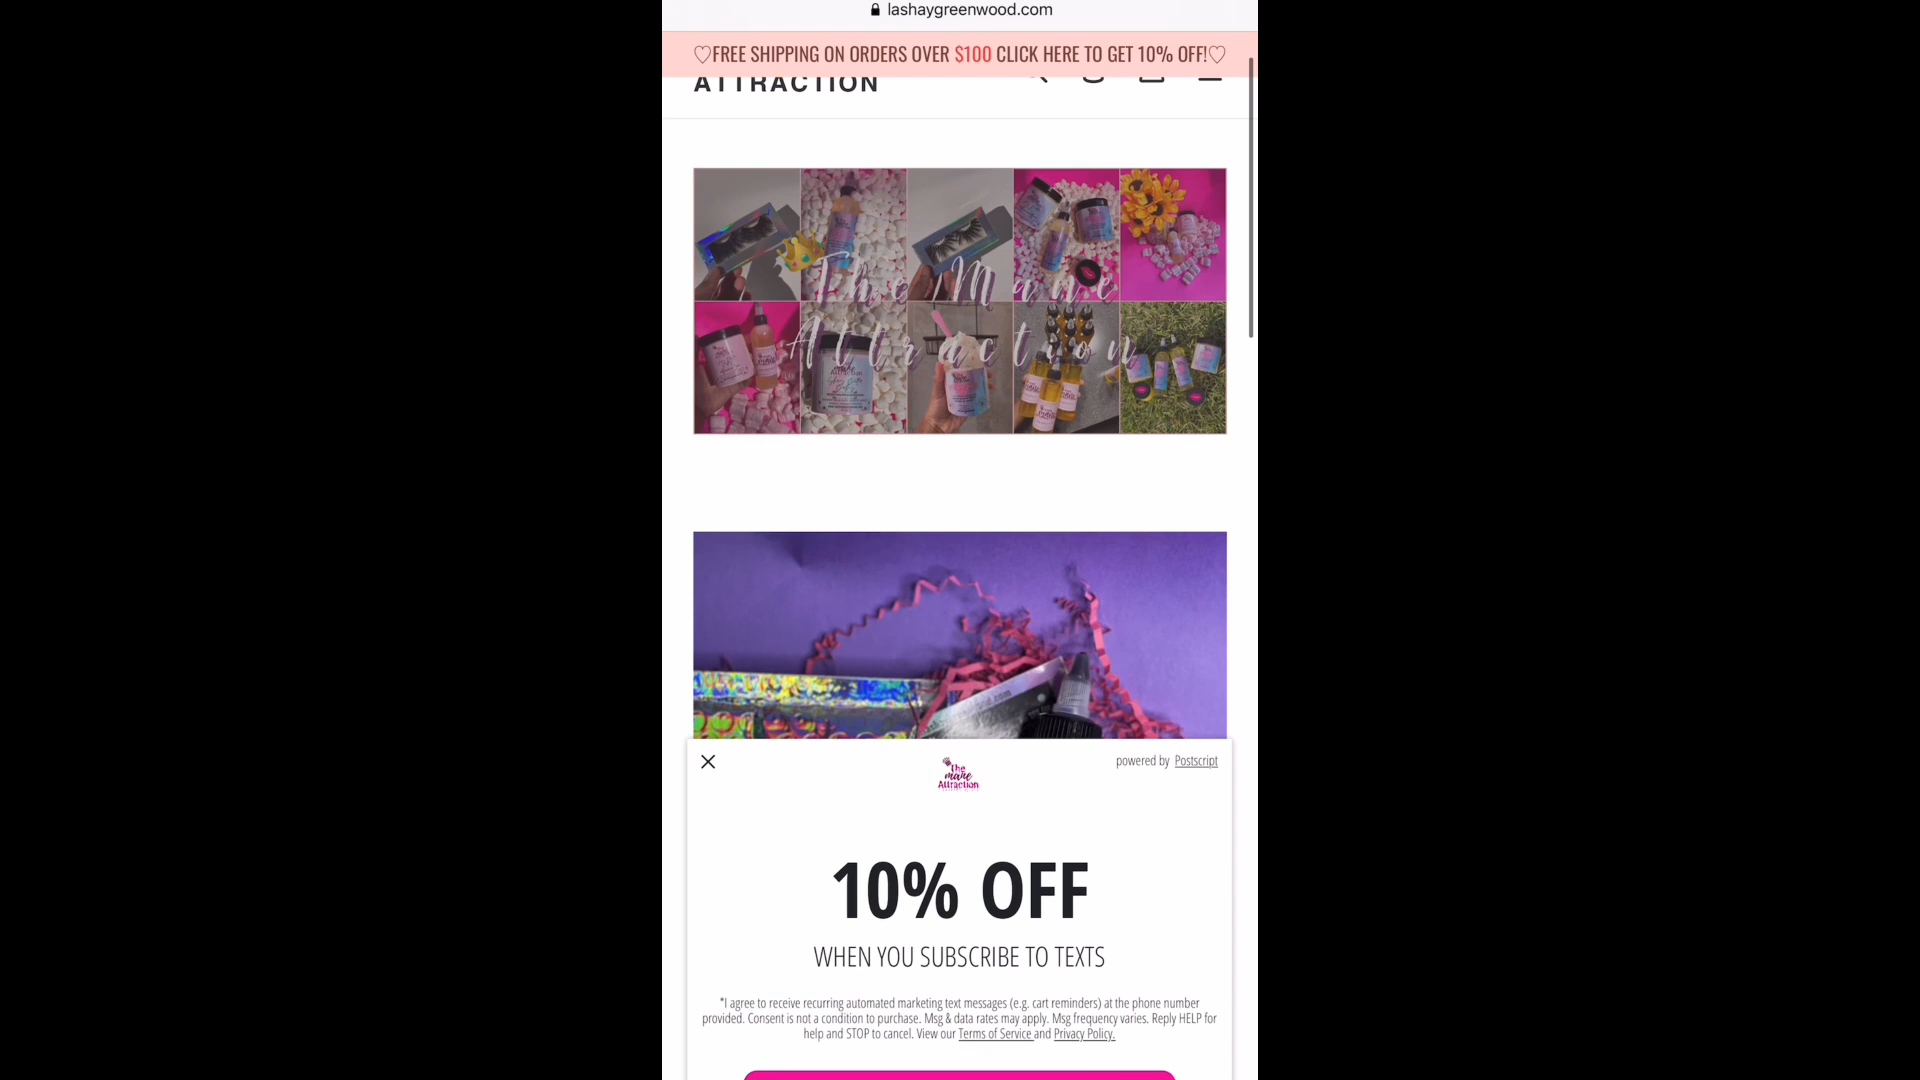 lashaygreenwood.com
♡FREE SHIPPING ON ORDERS OVER $100 CLICK HERE TO GET 10% OFF!♡
ATTRACTION
The Mane
Attraction
powered by Postscript
The
mane
Attraction
10% OFF
WHEN YOU SUBSCRIBE TO TEXTS
*I agree to receive recurring automated marketing text messages (e.g. cart reminders) at the phone number
provided. Consent is not a condition to purchase. Msg & data rates may apply. Msg frequency varies. Reply HELP for
help and STOP to cancel. View our Terms of Service and Privacy Policy.